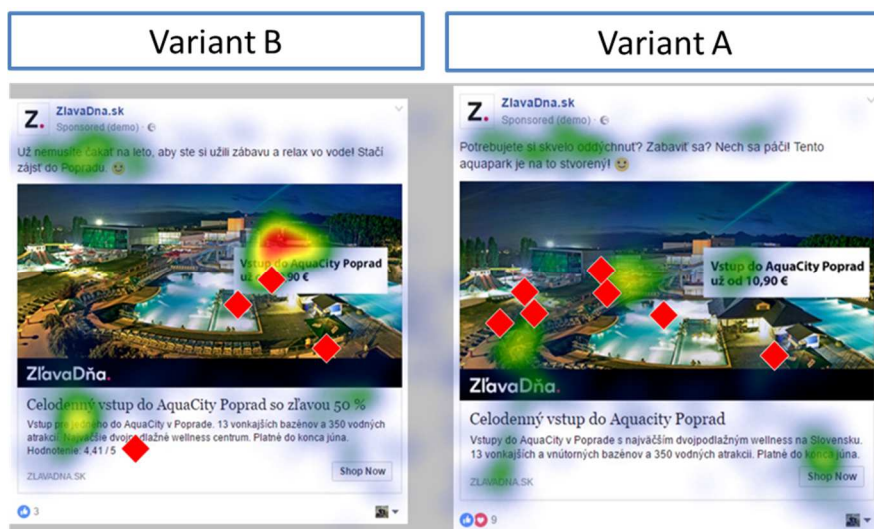 Variant B
ZlavaDna.sk
Sponsored (demo)
Už nemusíte čakať na leto, aby ste si užili zábavu a relax vo vode! Stačí
zájsť do Popradu.
Vstup do AquaCity Poprad
už od 90 €
ZľavaDňa.
Celodenný vstup do AquaCity Poprad so zľavou 50 %
Vstup pre jedného do AquaCity v Poprade. 13 vonkajších bazénov a 350 vodných
atrakcií. Najväčšie dvojpodlažné wellness centrum. Platné do konca júna.
Hodnotenie: 4,41 / 5
ZLAVADNA.SK
Shop Now
3
Variant A
ZlavaDna.sk
Sponsored (demo)
Potrebujete si skvelo oddýchnuť? Zabaviť sa? Nech sa páči! Tento
aquapark je na to stvorený!
Vstup do AquaCity Poprad
už od 10,90 €
ZľavaDňa.
Celodenný vstup do Aquacity Poprad
Vstupy do AquaCity v Poprade s najväčším dvojpodlažným wellness na Slovensku.
13 vonkajších a vnútorných bazénov a 350 vodných atrakcií. Platné do konca júna.
ZLAVADNA.SK
Shop Now
9